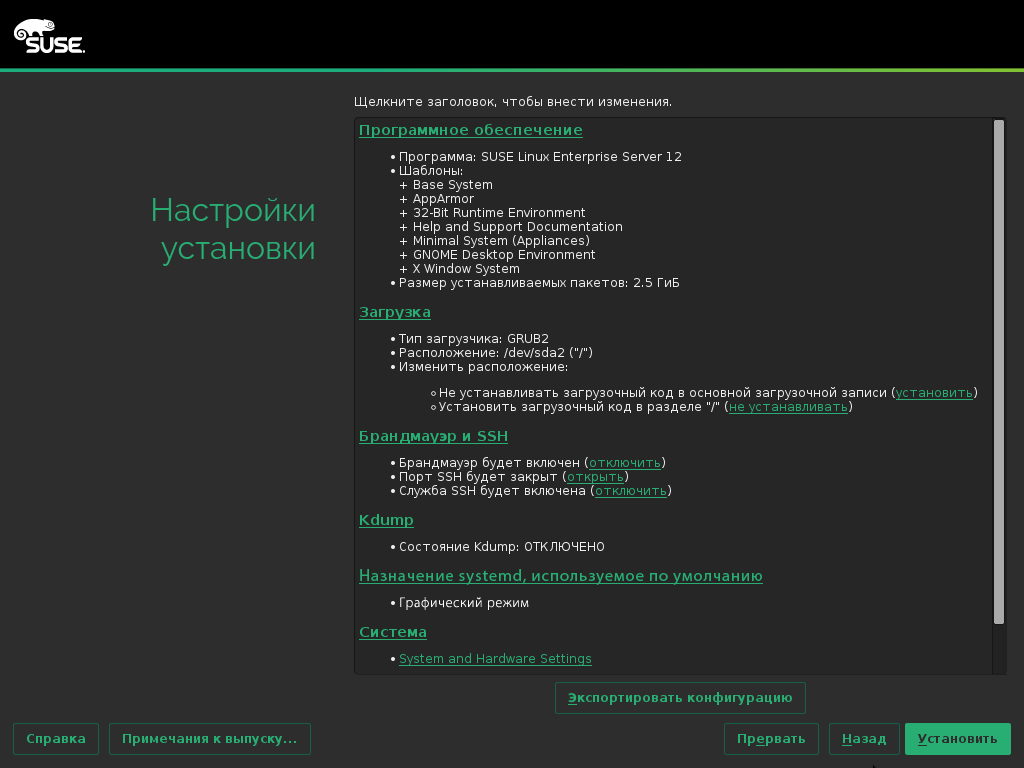 SUSE.
Щелкните заголовок, чтобы внести изменения.
Настройки
установки
Программное обеспечение
• Программа: SUSE Linux Enterprise Server 12
• Шаблоны:
+ Base System
+ AppArmor
+ 32-Bit Runtime Environment
+ Help and Support Documentation
+ Minimal System (Appliances)
+ GNOME Desktop Environment
+ X Window System
• Размер устанавливаемых пакетов: 2.5 ГиБ
Загрузка
• Тип загрузчика: GRUB2
• Расположение: /dev/sda2 ("/")
• Изменить расположение:
◦ Не устанавливать загрузочный код в основной загрузочной записи (установить)
◦ Установить загрузочный код в разделе "/" (не устанавливать)
Брандмауэр и SSH
• Брандмауэр будет включен (отключить)
• Порт SSH будет закрыт (открыть)
• Служба SSH будет включена (отключить)
Kdump
• Состояние Kdump: ОТКЛЮЧЕНО
Назначение systemd, используемое по умолчанию
• Графический режим
Система
• System and Hardware Settings
Экспортировать конфигурацию
Справка
Примечания к выпуску...
Прервать
Назад
Установить